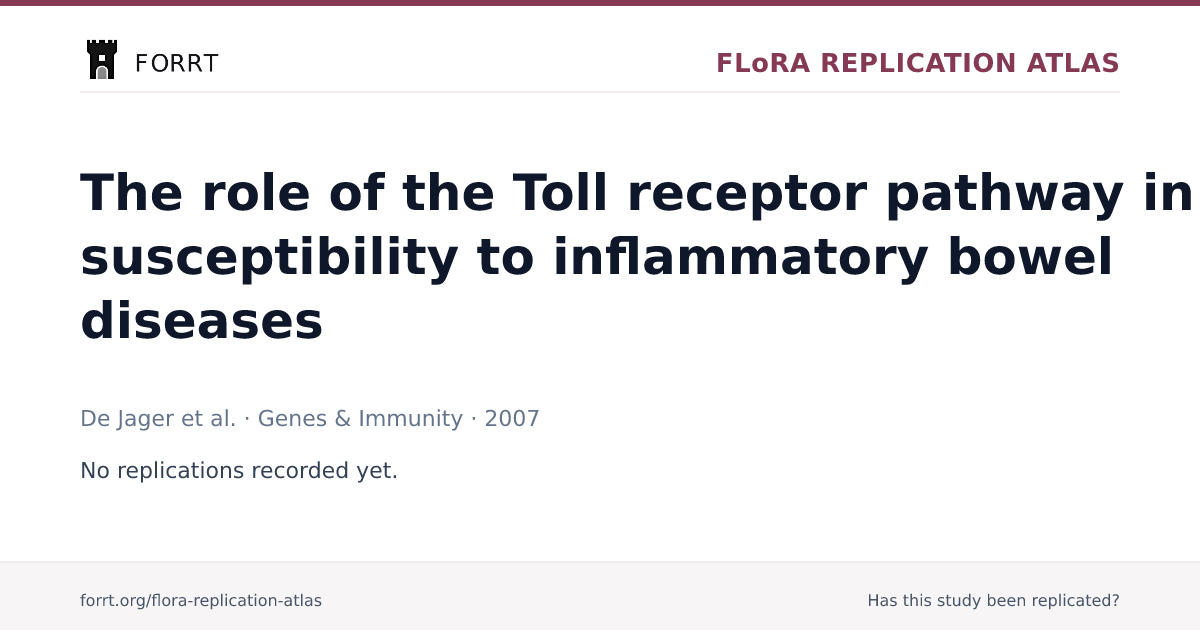 FORRT
FLoRA REPLICATION ATLAS
The role of the Toll receptor pathway in
susceptibility to inflammatory bowel
diseases
De Jager et al. · Genes & Immunity · 2007
No replications recorded yet.
forrt.org/flora-replication-atlas
Has this study been replicated?